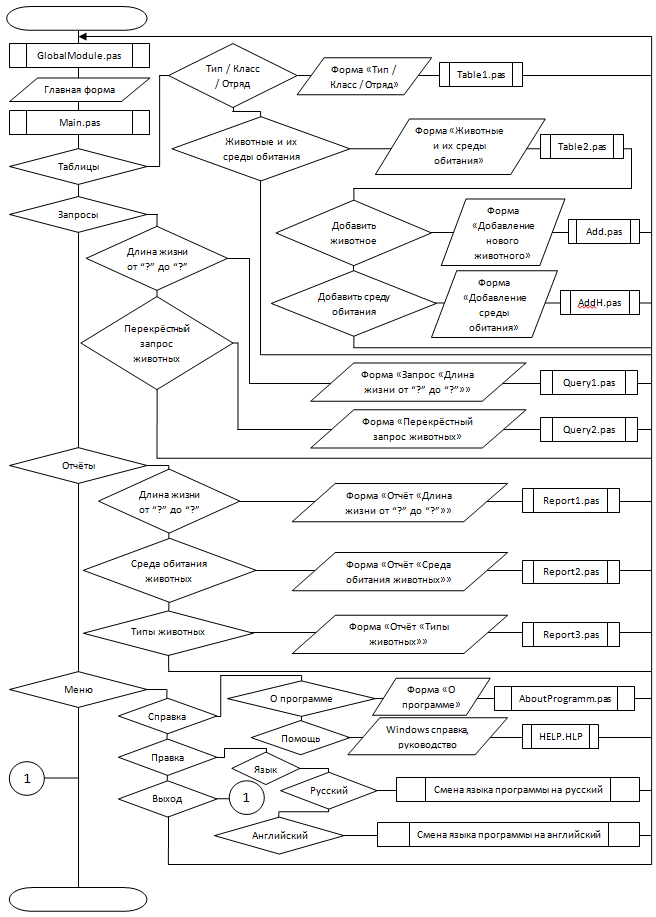 GlobalModule.pas
Главная форма
Main.pas
Таблицы
Тип / Класс
/ Отряд
Форма «Тип /
Класс / Отряд»
Table1.pas
Животные и их
среды обитания
Форма «Животные
и их среды
обитания»
Table2.pas
Добавить
животное
Форма
«Добавление
нового
животного»
Add.pas
Добавить среду
обитания
Форма
«Добавление
среды
обитания»
AddH.pas
Запросы
Длина жизни
от “?” до “?”
Форма «Запрос «Длина
жизни от “?” до “?”»»
Query1.pas
Перекрёстный
запрос
животных
Форма «Перекрёстный
запрос животных»
Query2.pas
Отчёты
Длина жизни
от “?” до “?”
Форма «Отчёт «Длина
жизни от “?” до “?”»»
Report1.pas
Среда обитания
животных
Форма «Отчёт «Среда
обитания животных»»
Report2.pas
Типы животных
Форма «Отчёт «Типы
животных»»
Report3.pas
Меню
Справка
О программе
Форма «О
программе»
AboutProgramm.pas
Помощь
Windows справка,
руководство
HELP.HLP
Правка
Язык
Русский
Смена языка программы на русский
Английский
Смена языка программы на английский
Выход
1
1